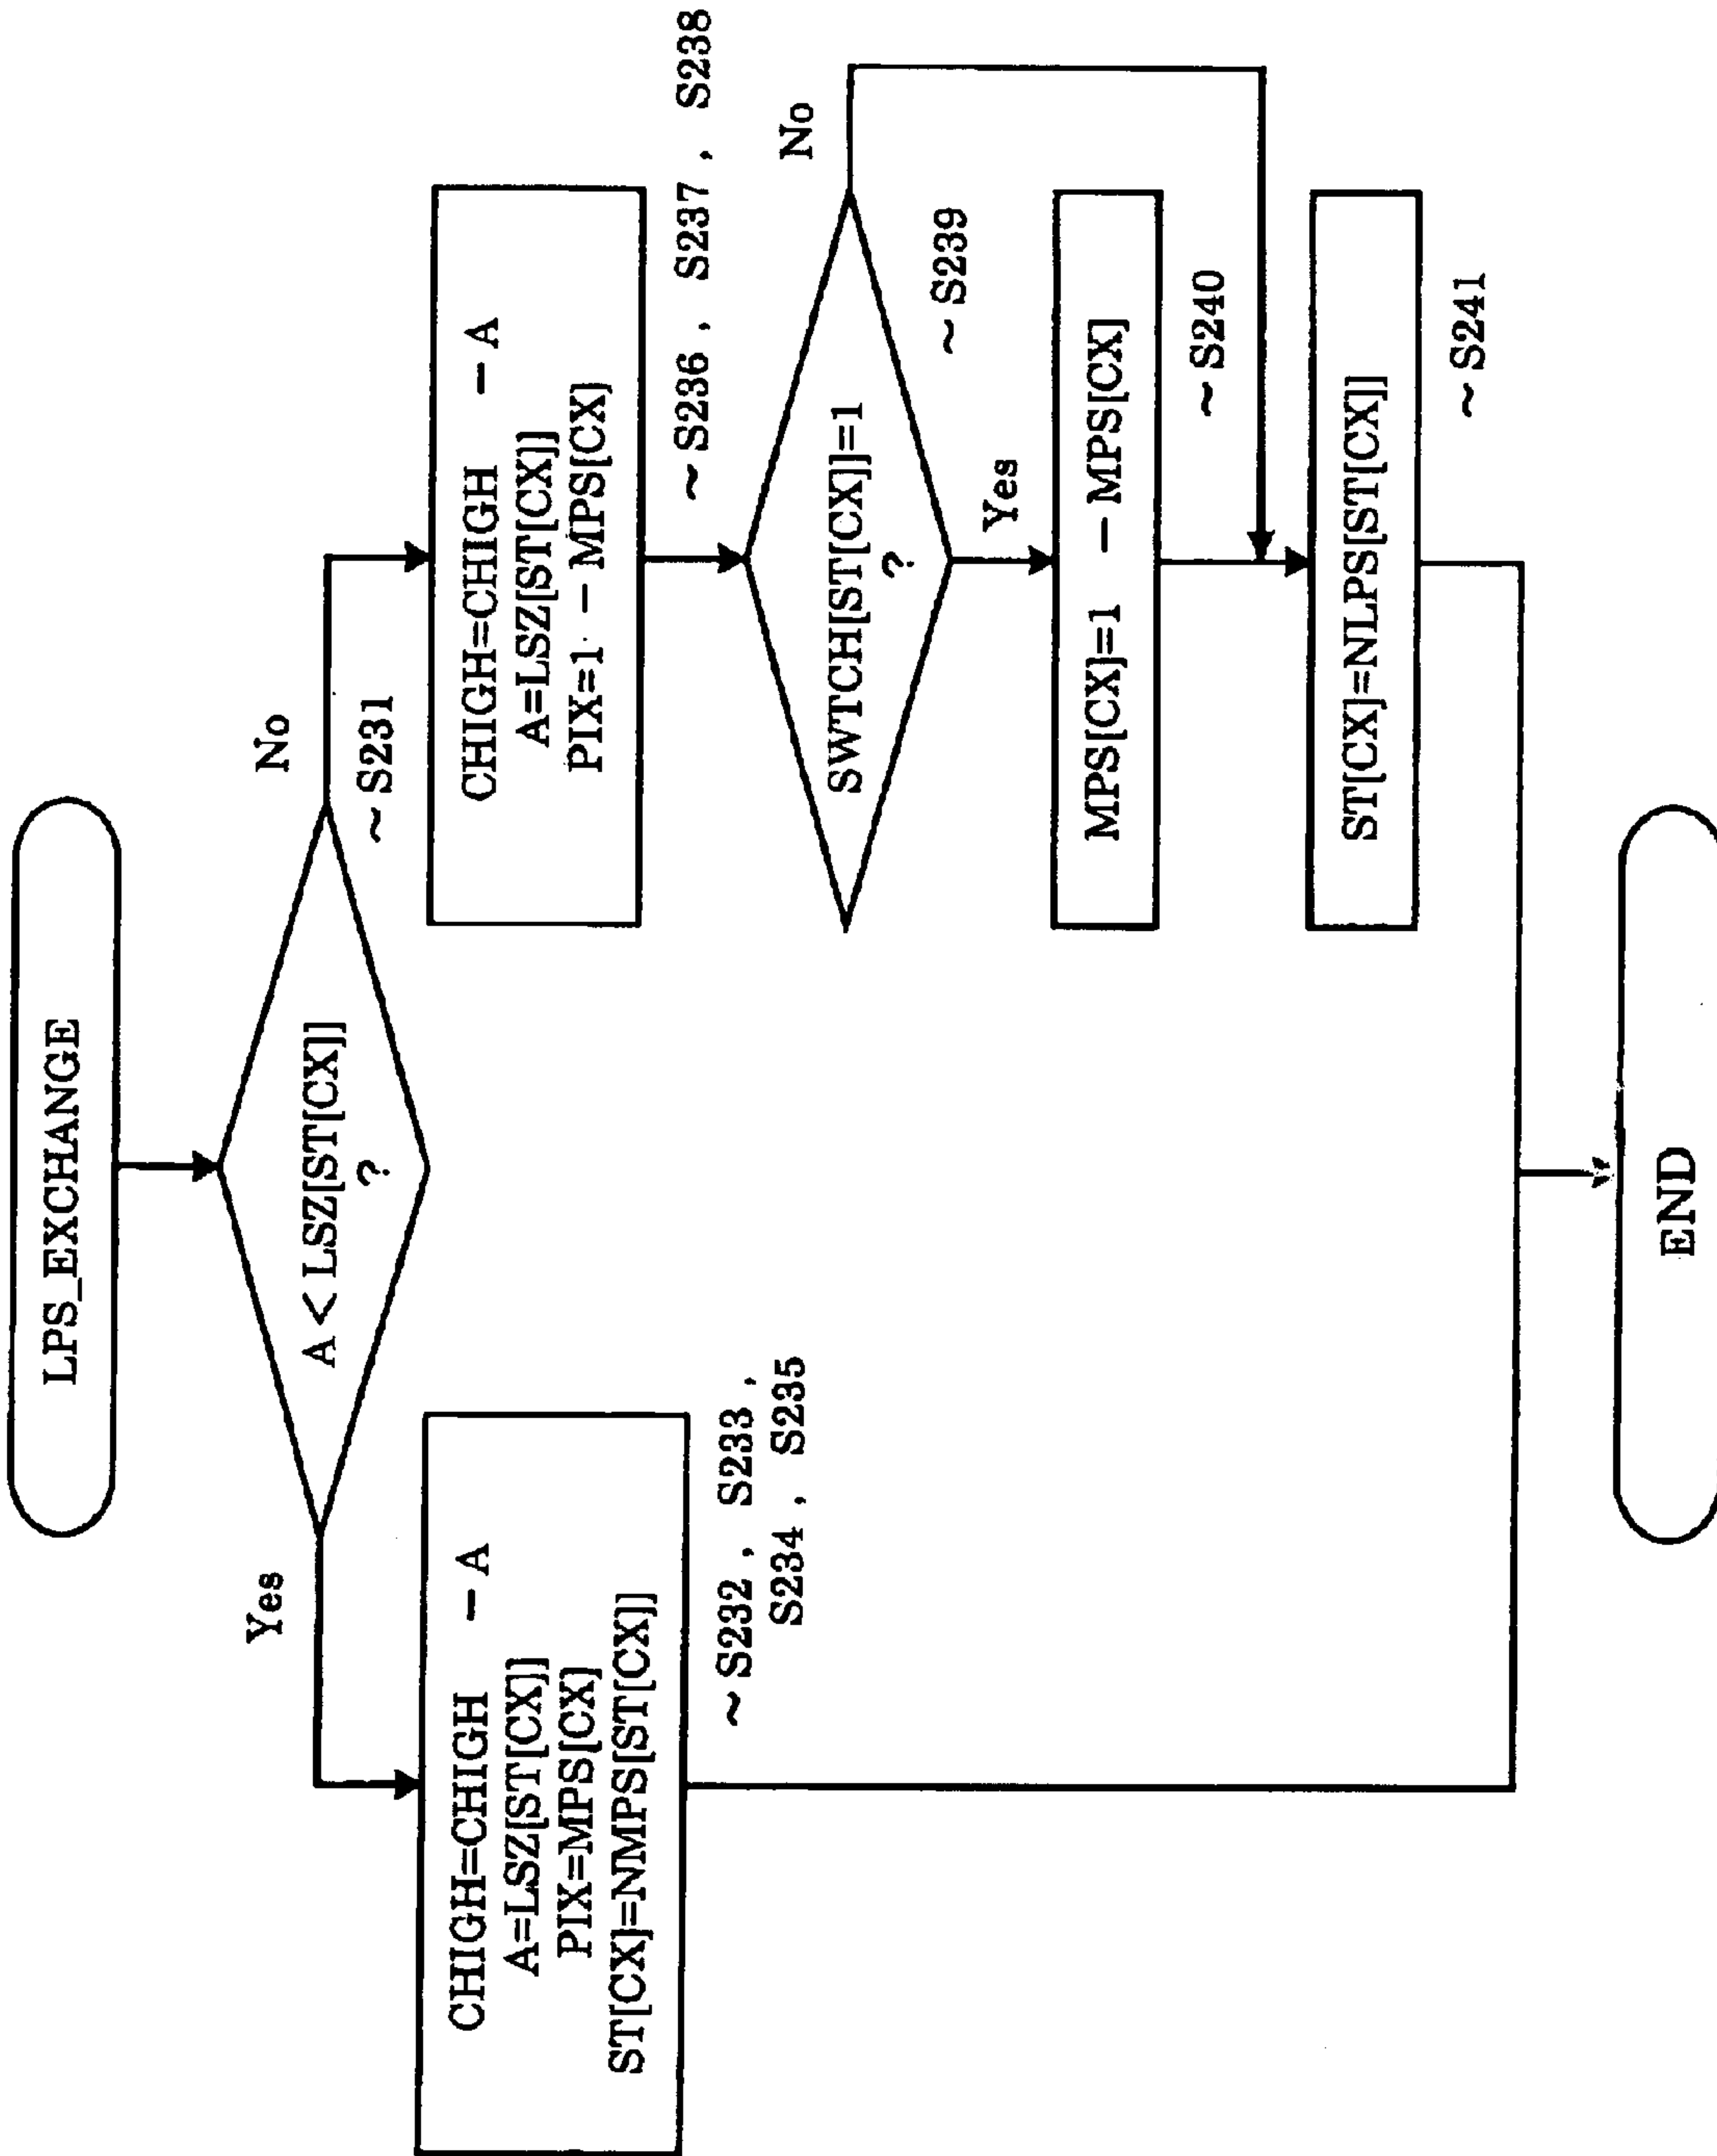 LPS_EXCHANGE
A < LSZ[ST[CX]]
?
Yes
No
~S231
CHIGH=CHIGH - A
A=LSZ[ST[CX]]
PIX=MPS[CX]
ST[CX]=NMPS[ST[CX]]
~S232 , S233 ,
S234 , S235
CHIGH=CHIGH - A
A=LSZ[ST[CX]]
PIX=1 - MPS[CX]
~S236 , S237 , S238
SWTCH[ST[CX]]=1
?
No
~S239
Yes
MPS[CX]=1 - MPS[CX]
~S240
ST[CX]=NLPS[ST[CX]]
~S241
END